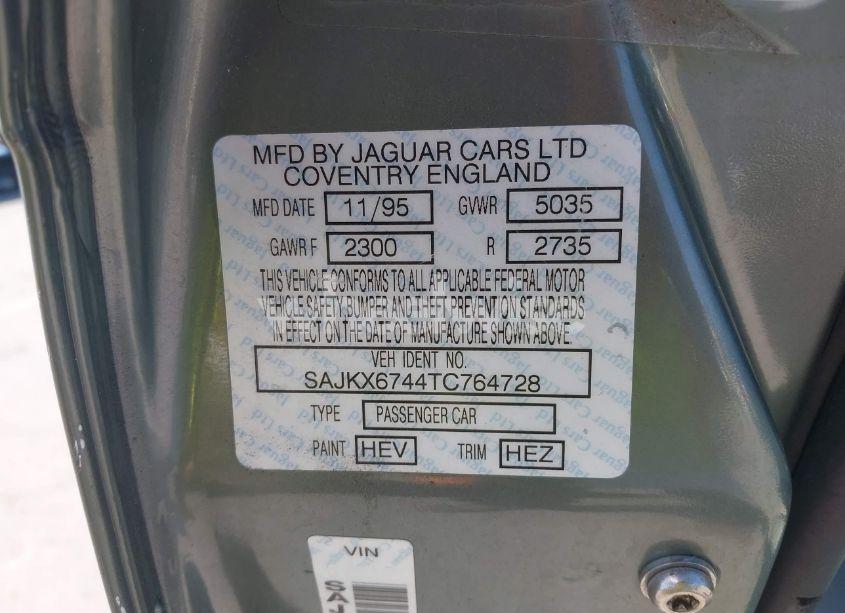 MFD BY JAGUAR CARS LTD
COVENTRY ENGLAND
MFD DATE 11/95 GVWR 5035
GAWR F 2300 R 2735
THIS VEHICLE CONFORMS TO ALL APPLICABLE FEDERAL MOTOR
VEHICLE SAFETY, BUMPER AND THEFT PREVENTION STANDARDS
IN EFFECT ON THE DATE OF MANUFACTURE SHOWN ABOVE.
VEH IDENT NO.
SAJKX6744TC764728
TYPE PASSENGER CAR
PAINT HEV TRIM HEZ
VIN
SAJ